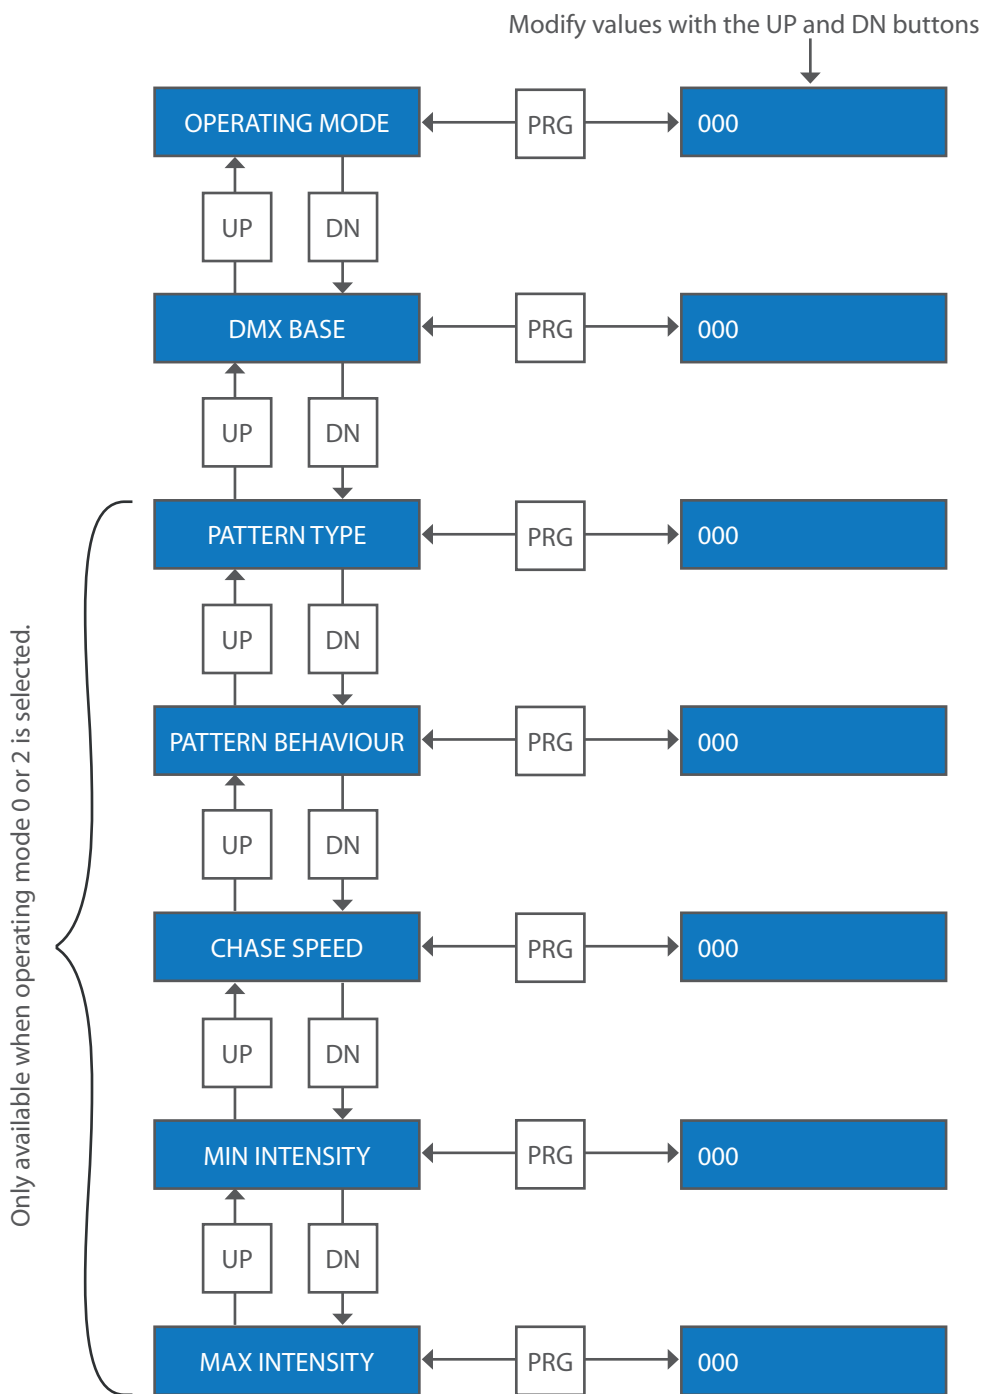 Modify values with the UP and DN buttons
OPERATING MODE
PRG
000
UP
DN
DMX BASE
PRG
000
UP
DN
PATTERN TYPE
PRG
000
UP
DN
PATTERN BEHAVIOUR
PRG
000
UP
DN
CHASE SPEED
PRG
000
UP
DN
MIN INTENSITY
PRG
000
UP
DN
MAX INTENSITY
PRG
000
Only available when operating mode 0 or 2 is selected.